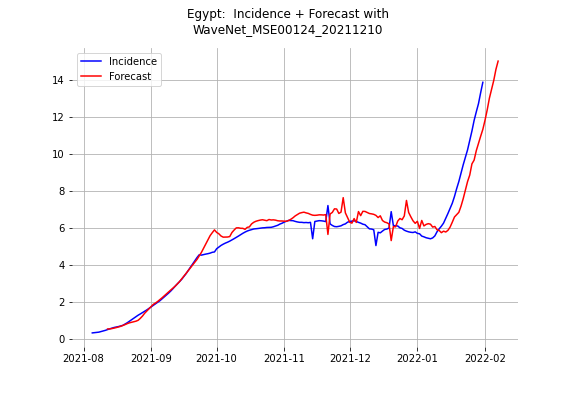 Egypt:  Incidence + Forecast with
WaveNet_MSE00124_20211210
Incidence
Forecast
14
12
10
8
6
4
2
0
2021-08 2021-09 2021-10 2021-11 2021-12 2022-01 2022-02